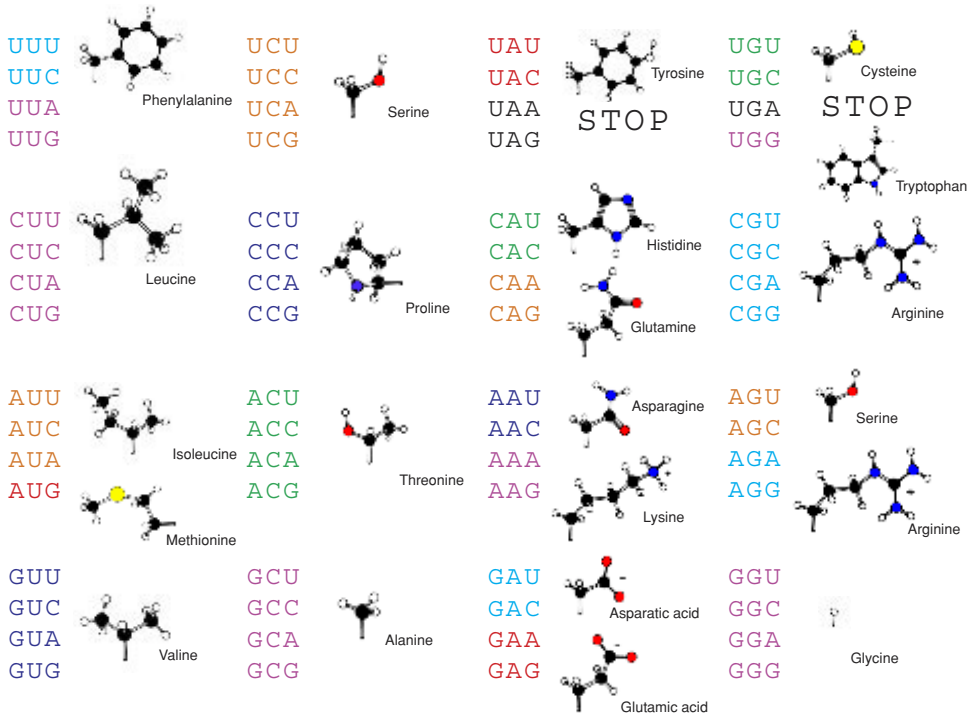 UUU
UUC
UUA
UUG
Phenylalanine
UCU
UCC
UCA
UCG
Serine
UAU
UAC
UAA
UAG
Tyrosine
STOP
UGU
UGC
UGA
UGG
Cysteine
STOP
Tryptophan
CUU
CUC
CUA
CUG
Leucine
CCU
CCC
CCA
CCG
Proline
CAU
CAC
CAA
CAG
Histidine
Glutamine
CGU
CGC
CGA
CGG
+
Arginine
AUU
AUC
AUA
AUG
Isoleucine
Methionine
ACU
ACC
ACA
ACG
Threonine
AAU
AAC
AAA
AAG
Asparagine
+
Lysine
AGU
AGC
AGA
AGG
Serine
+
Arginine
GUU
GUC
GUA
GUG
Valine
GCU
GCC
GCA
GCG
Alanine
GAU
GAC
GAA
GAG
-
Asparatic acid
-
Glutamic acid
GGU
GGC
GGA
GGG
Glycine